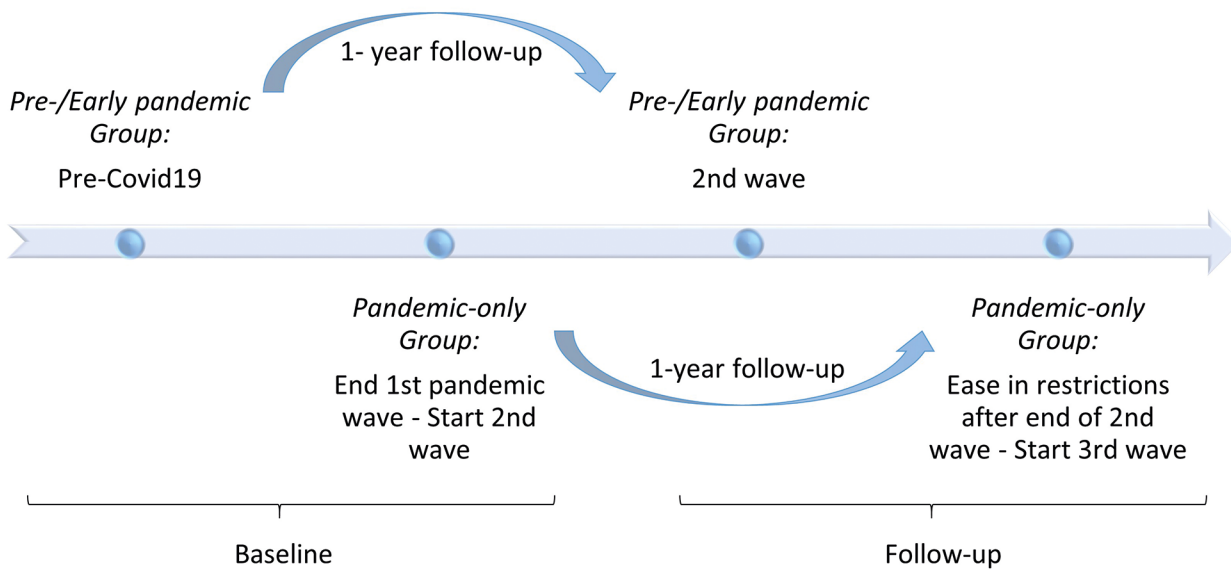 1- year follow-up
Pre-/Early pandemic
Group:
Pre-Covid19
Pre-/Early pandemic
Group:
2nd wave
Pandemic-only
Group:
End 1st pandemic
wave - Start 2nd
wave
1-year follow-up
Pandemic-only
Group:
Ease in restrictions
after end of 2nd
wave - Start 3rd wave
Baseline
Follow-up